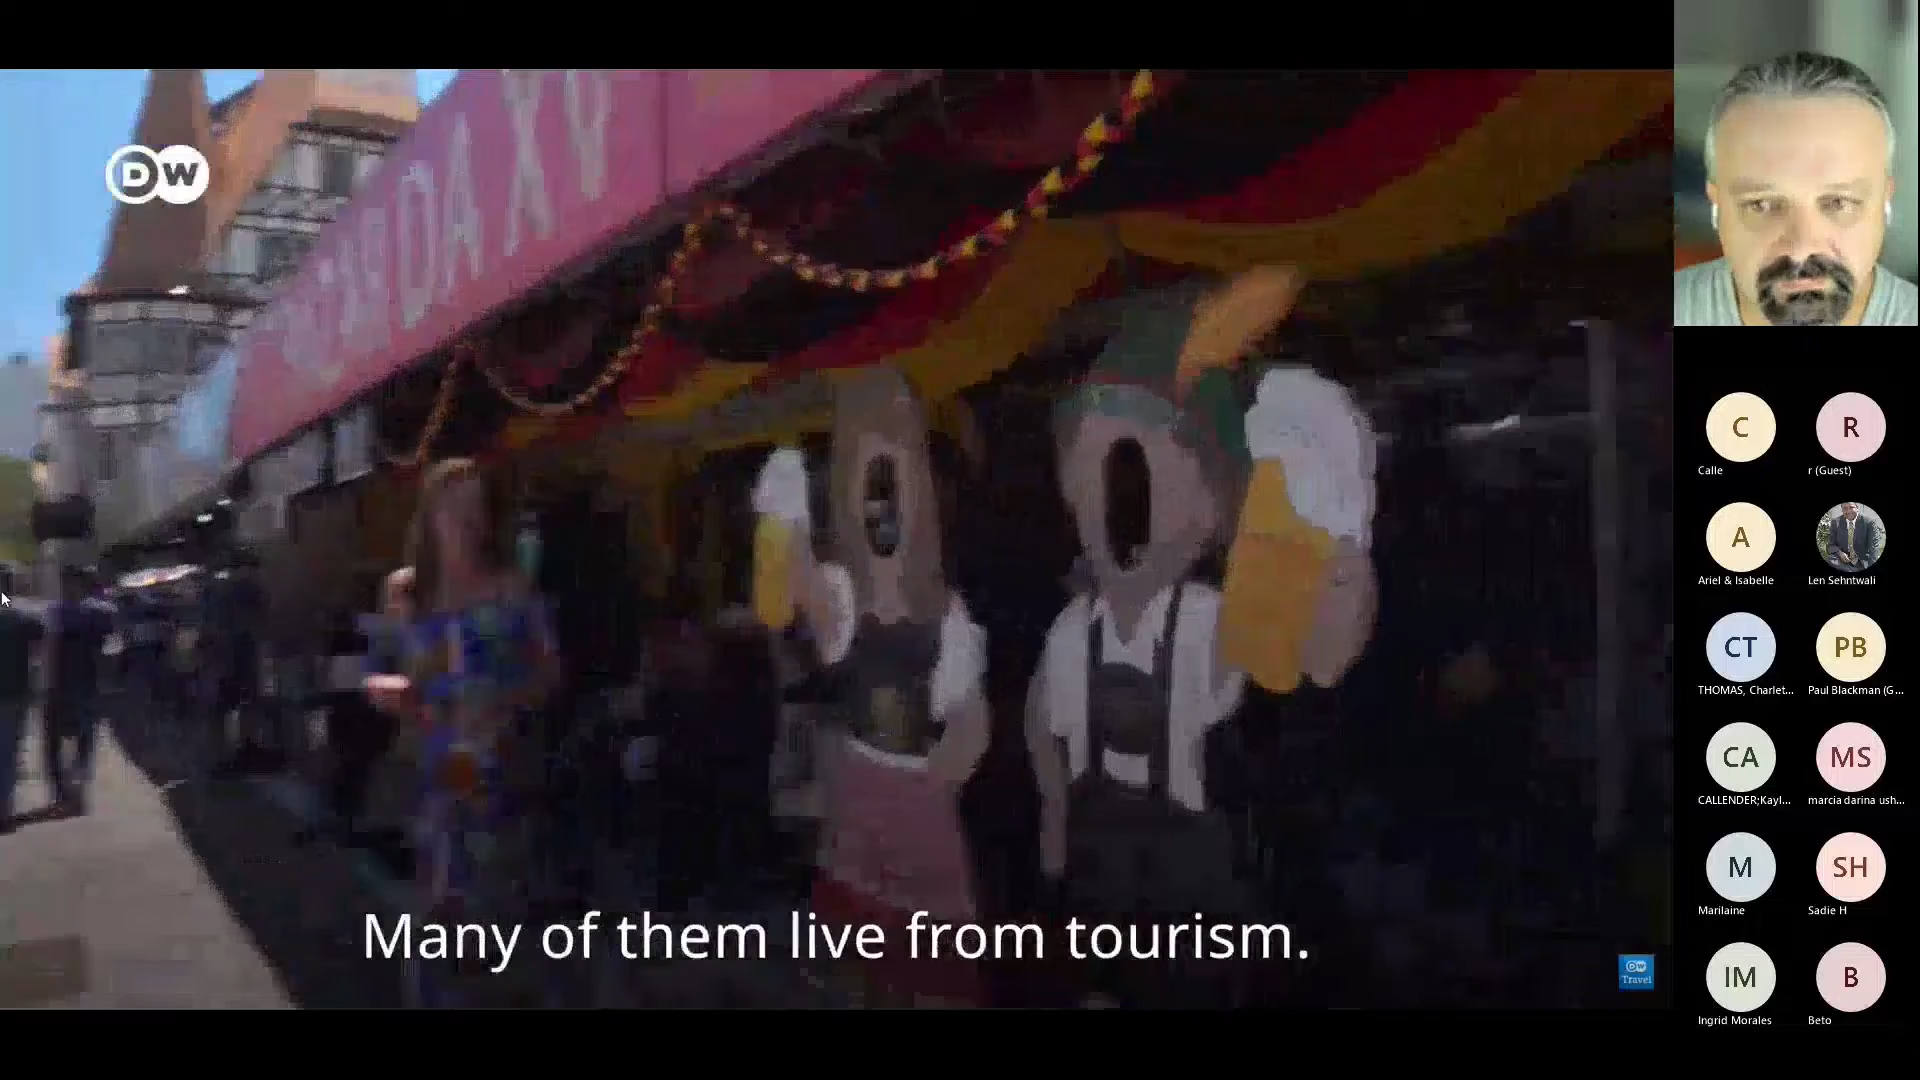 DW
Many of them live from tourism.
DW
Travel
C
R
Calle
r (Guest)
A
Ariel & Isabelle
Len Sehntwali
CT
PB
THOMAS, Charlet...
Paul Blackman (G...
CA
MS
CALLENDER;Kayl...
marcia darina ush...
M
SH
Marilaine
Sadie H
IM
B
Ingrid Morales
Beto